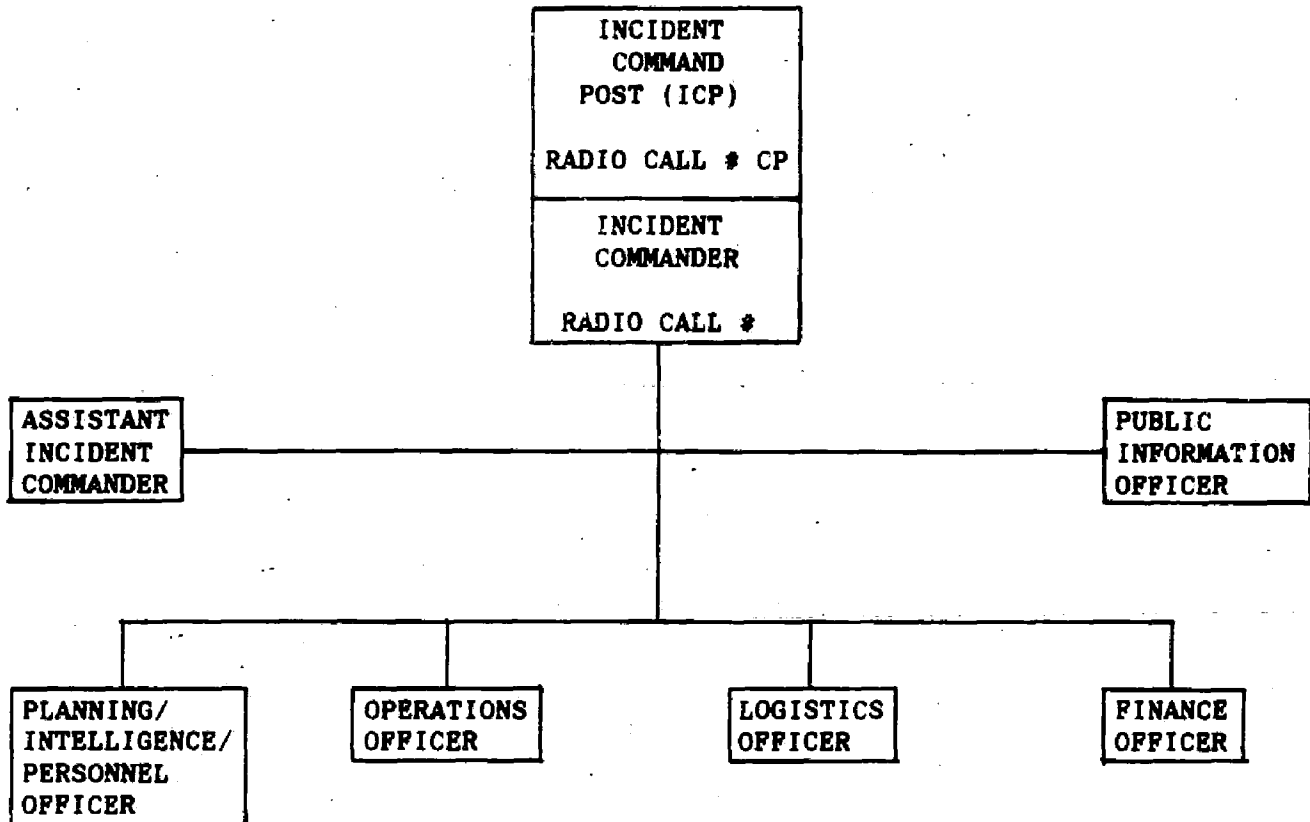 INCIDENT
COMMAND
POST (ICP)
RADIO CALL # CP
INCIDENT
COMMANDER
RADIO CALL #
ASSISTANT
INCIDENT
COMMANDER
PUBLIC
INFORMATION
OFFICER
PLANNING/
INTELLIGENCE/
PERSONNEL
OFFICER
OPERATIONS
OFFICER
LOGISTICS
OFFICER
FINANCE
OFFICER